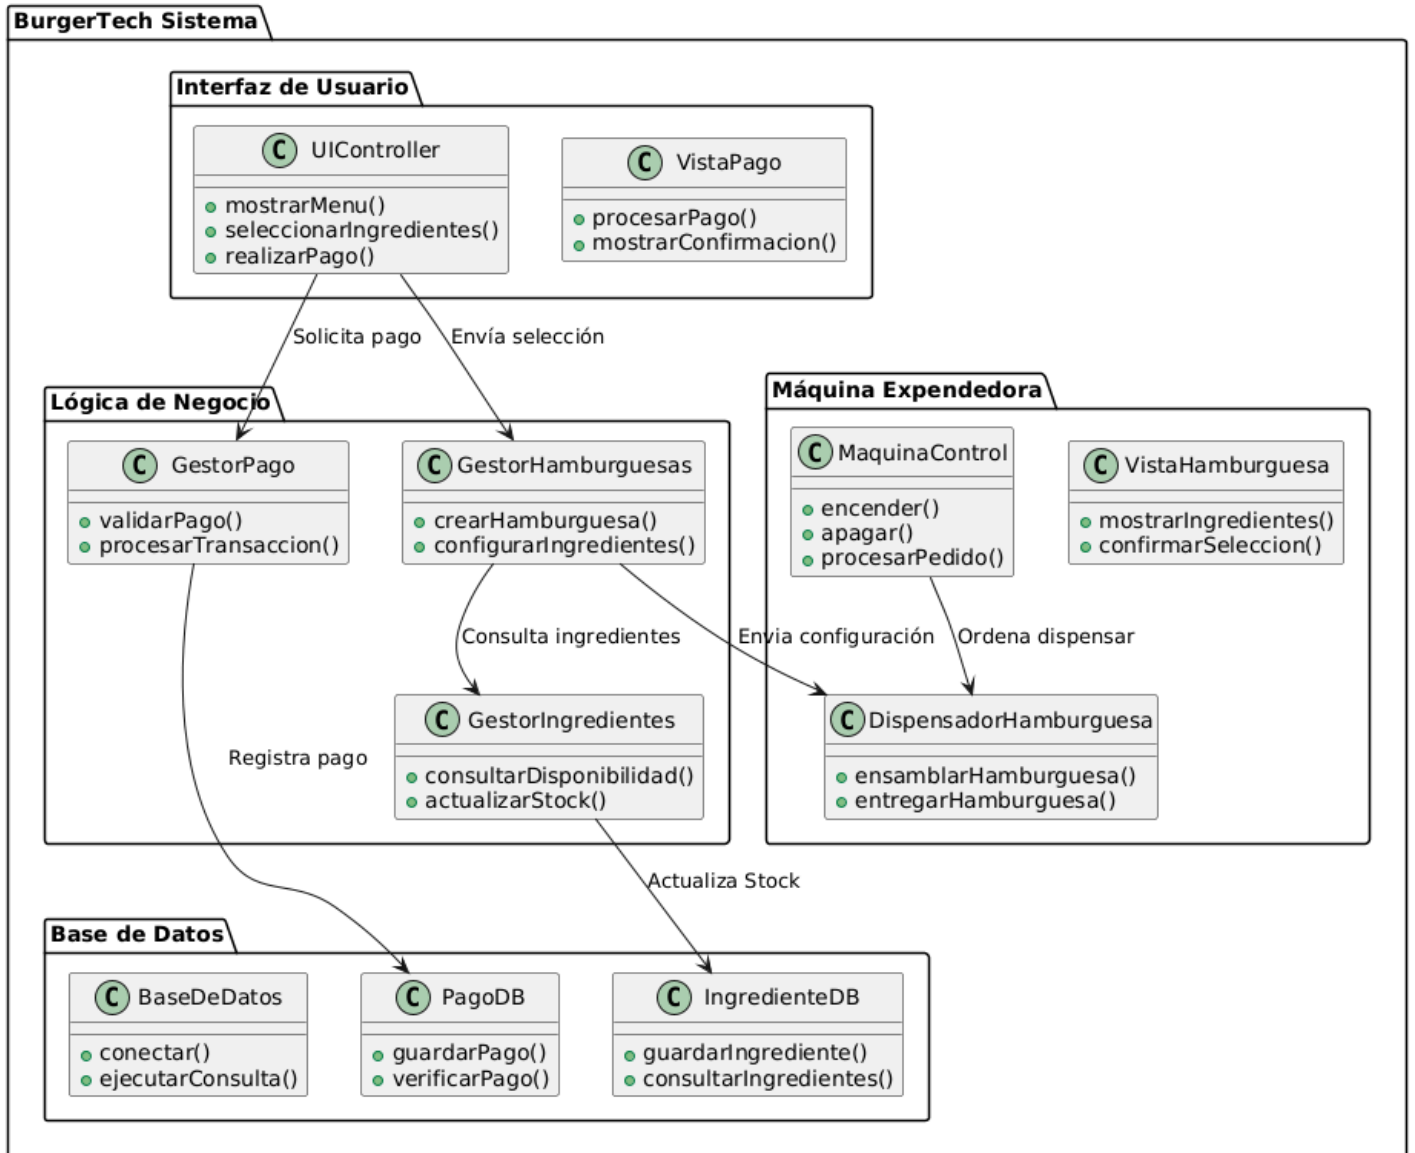 BurgerTech Sistema
Interfaz de Usuario
C UIController
mostrarMenu()
seleccionarIngredientes()
realizarPago()
C VistaPago
procesarPago()
mostrarConfirmacion()
Solicita pago
Envía selección
Lógica de Negocio
C GestorPago
validarPago()
procesarTransaccion()
C GestorHamburguesas
crearHamburguesa()
configurarIngredientes()
Máquina Expendedora
C MaquinaControl
encender()
apagar()
procesarPedido()
C VistaHamburguesa
mostrarIngredientes()
confirmarSeleccion()
Consulta ingredientes
Envia configuración
Ordena dispensar
C GestorIngredientes
consultarDisponibilidad()
actualizarStock()
C DispensadorHamburguesa
ensamblarHamburguesa()
entregarHamburguesa()
Registra pago
Actualiza Stock
Base de Datos
C BaseDeDatos
conectar()
ejecutarConsulta()
C PagoDB
guardarPago()
verificarPago()
C IngredienteDB
guardarIngrediente()
consultarIngredientes()